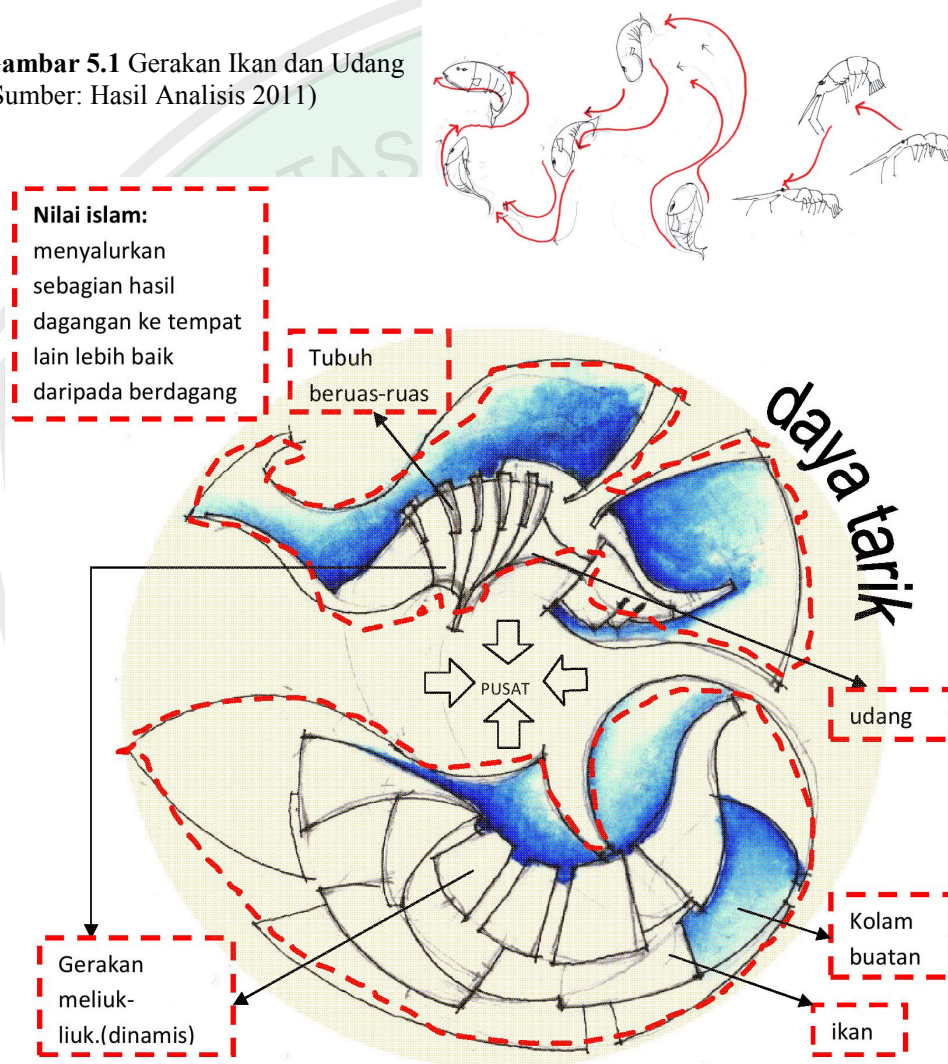 ambar 5.1 Gerakan Ikan dan Udang
Sumber: Hasil Analisis 2011)
TAS
Nilai islam:
menyalurkan
sebagian hasil
dagangan ke tempat
lain lebih baik
daripada berdagang
Tubuh
beruas-ruas
daya tarik
PUSAT
udang
Kolam
buatan
Gerakan
meliuk-
liuk.(dinamis)
ikan